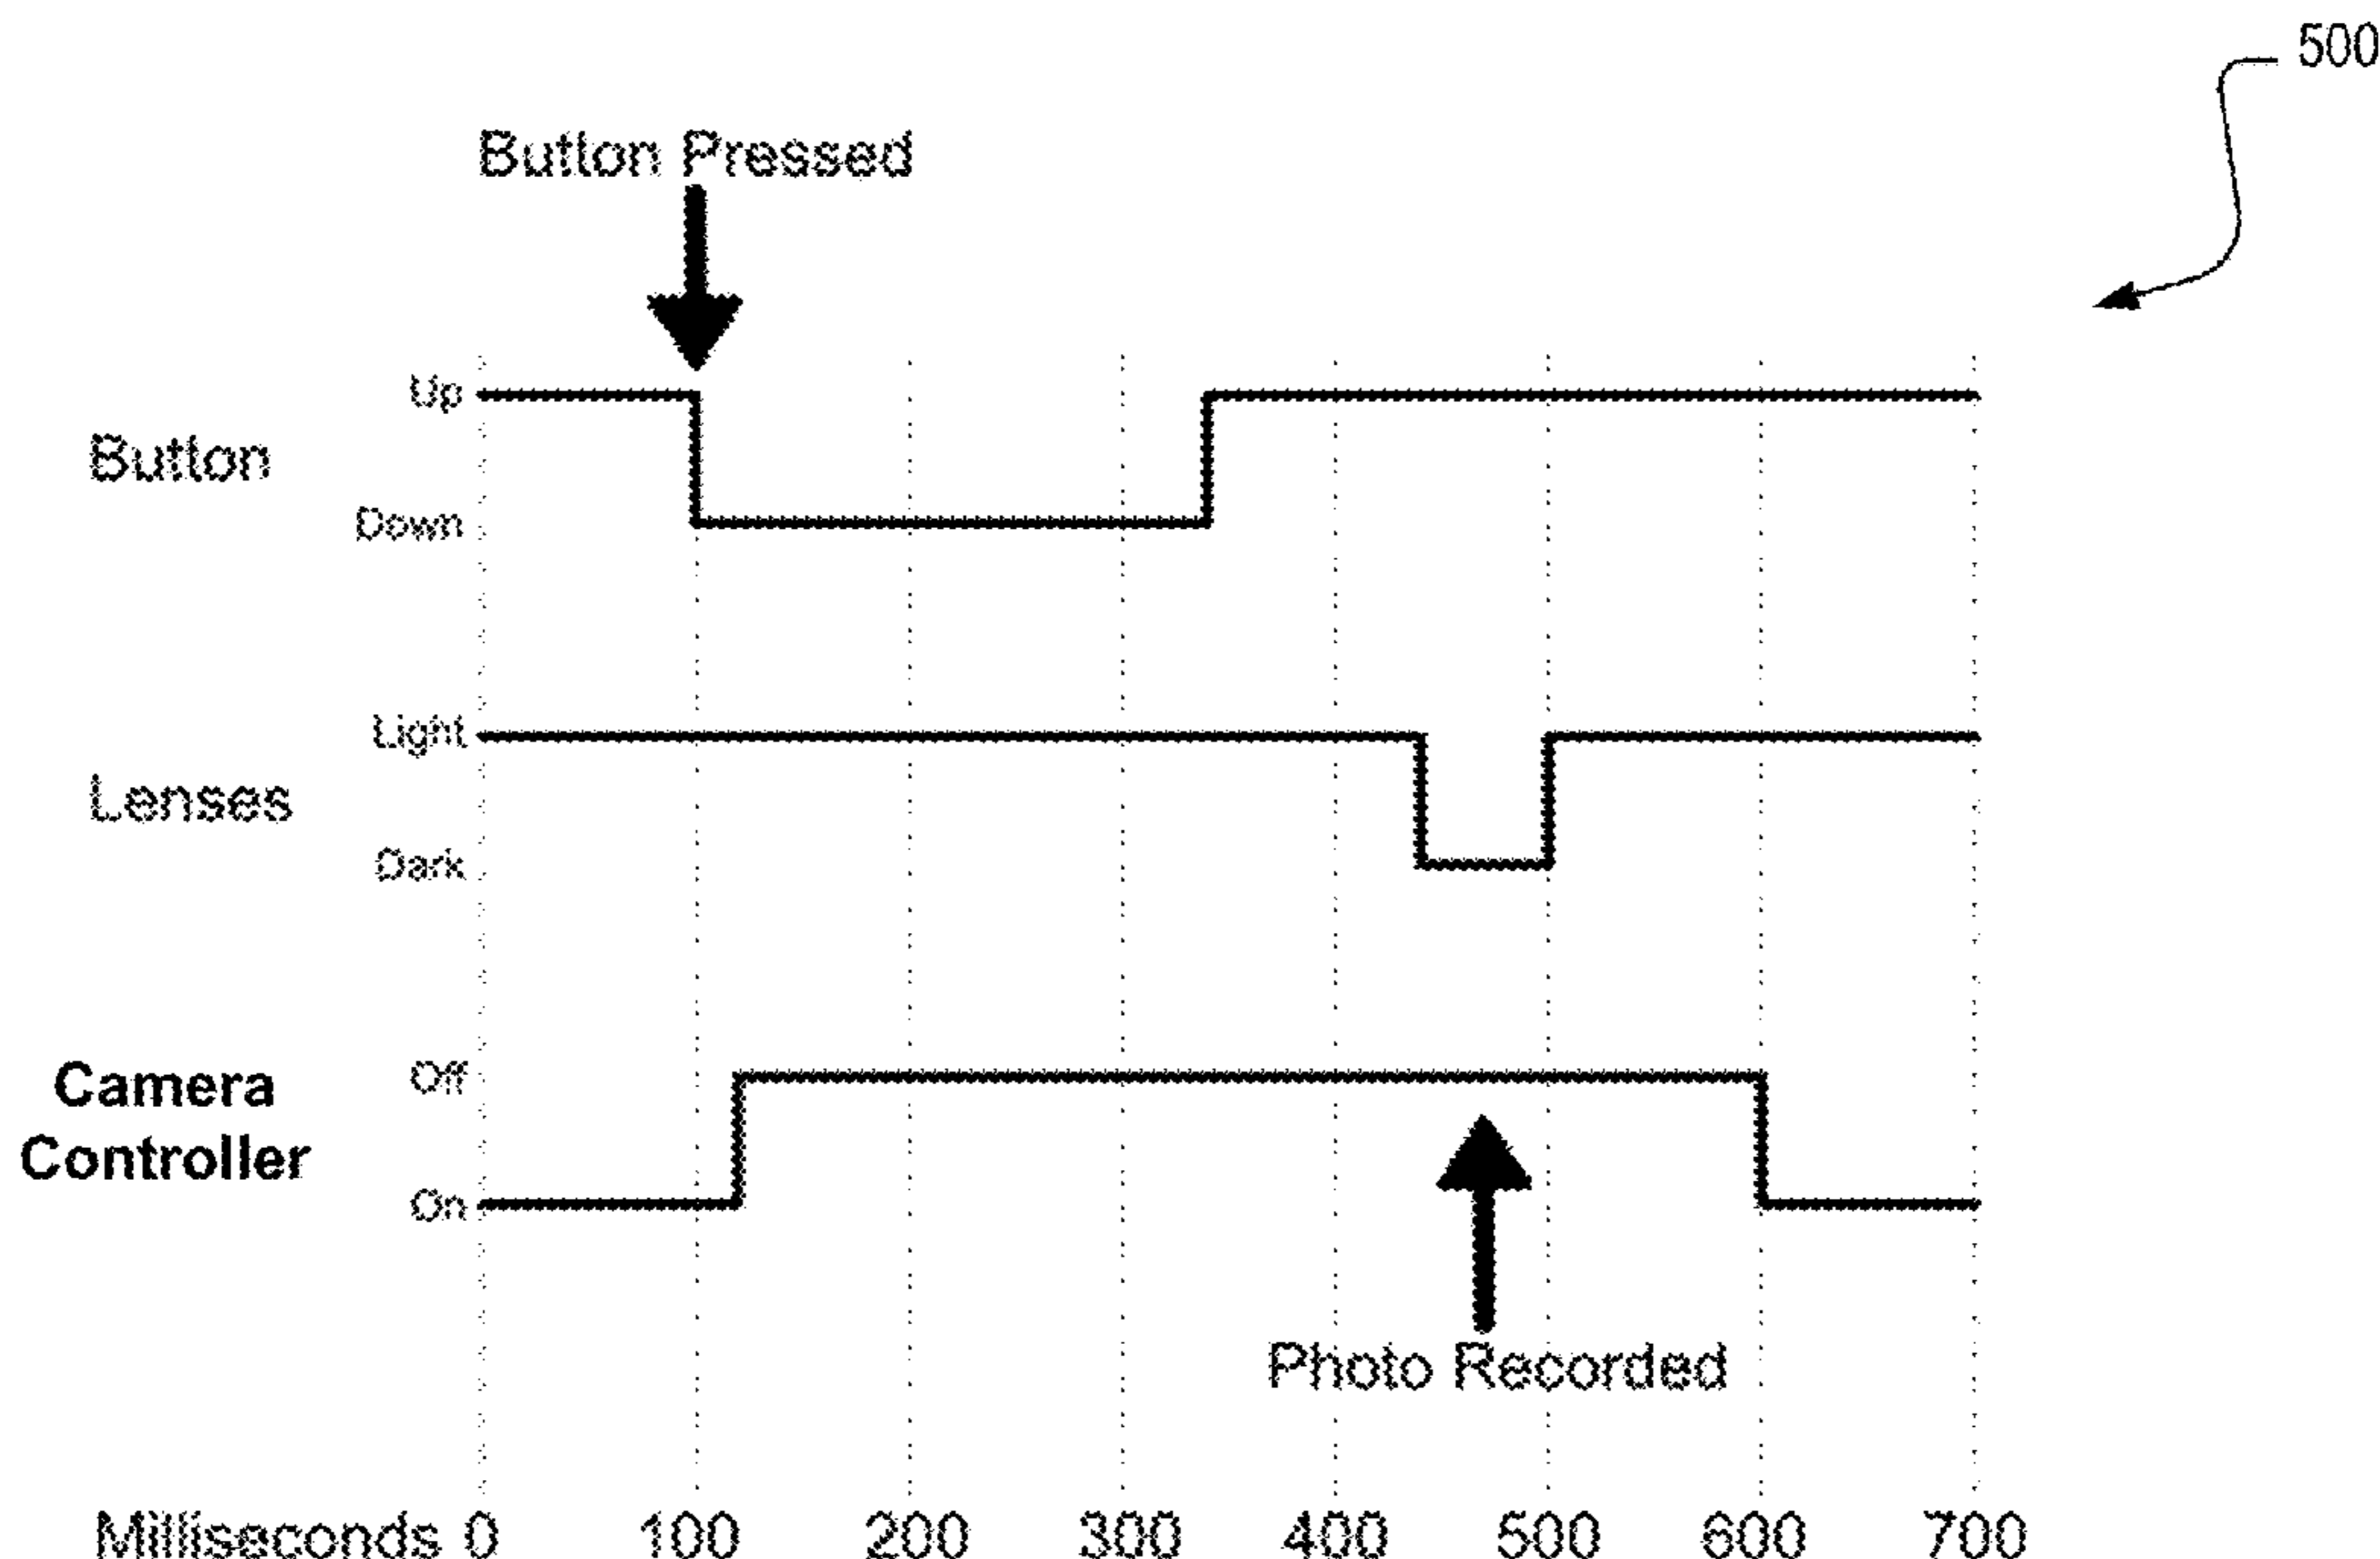 500
Button Pressed
Up
Button
Down
Light
Lenses
Dark
Camera
Controller
Off
On
Photo Recorded
Milliseconds 0 100 200 300 400 500 600 700